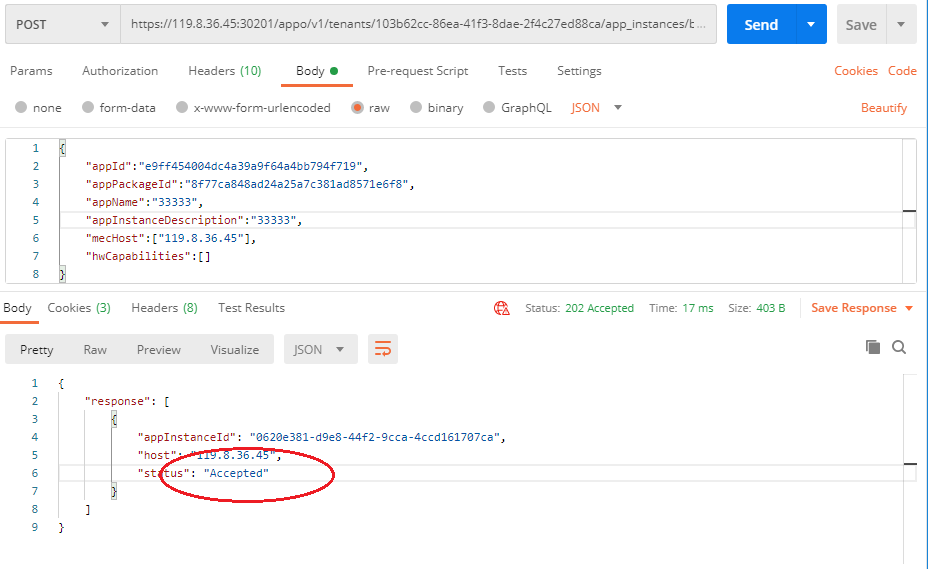 POST https://119.8.36.45:30201/appo/v1/tenants/103b62cc-86ea-41f3-8dae-2f4c27ed88ca/app_instances/b ... Send Save
Params Authorization Headers (10) Body Pre-request Script Tests Settings Cookies Code
none form-data x-www-form-urlencoded raw binary GraphQL JSON Beautify
1 {
2 "appId":"e9ff454004dc4a39a9f64a4bb794f719",
3 "appPackageId":"8f77ca848ad24a25a7c381ad8571e6f8",
4 "appName":"33333",
5 "appInstanceDescription":"33333",
6 "mecHost":["119.8.36.45"],
7 "hwCapabilities":[]
8 }
Body Cookies (3) Headers (8) Test Results Status: 202 Accepted Time: 17 ms Size: 403 B Save Response
Pretty Raw Preview Visualize JSON
1 {
2 "response": [
3 {
4 "appInstanceId": "0620e381-d9e8-44f2-9cca-4ccd161707ca",
5 "host": "119.8.36.45",
6 "status": "Accepted"
7 }
8 ]
9 }